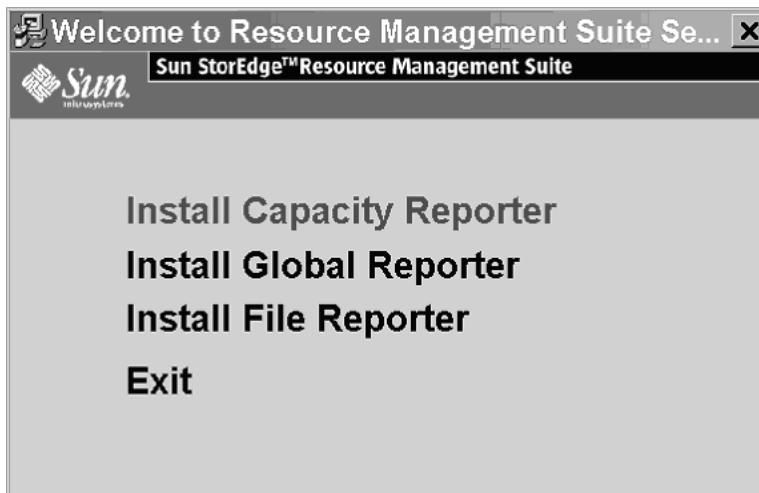 Welcome to Resource Management Suite Se...
Sun StorEdge™Resource Management Suite
Sun.
microsystems
Install Capacity Reporter
Install Global Reporter
Install File Reporter
Exit